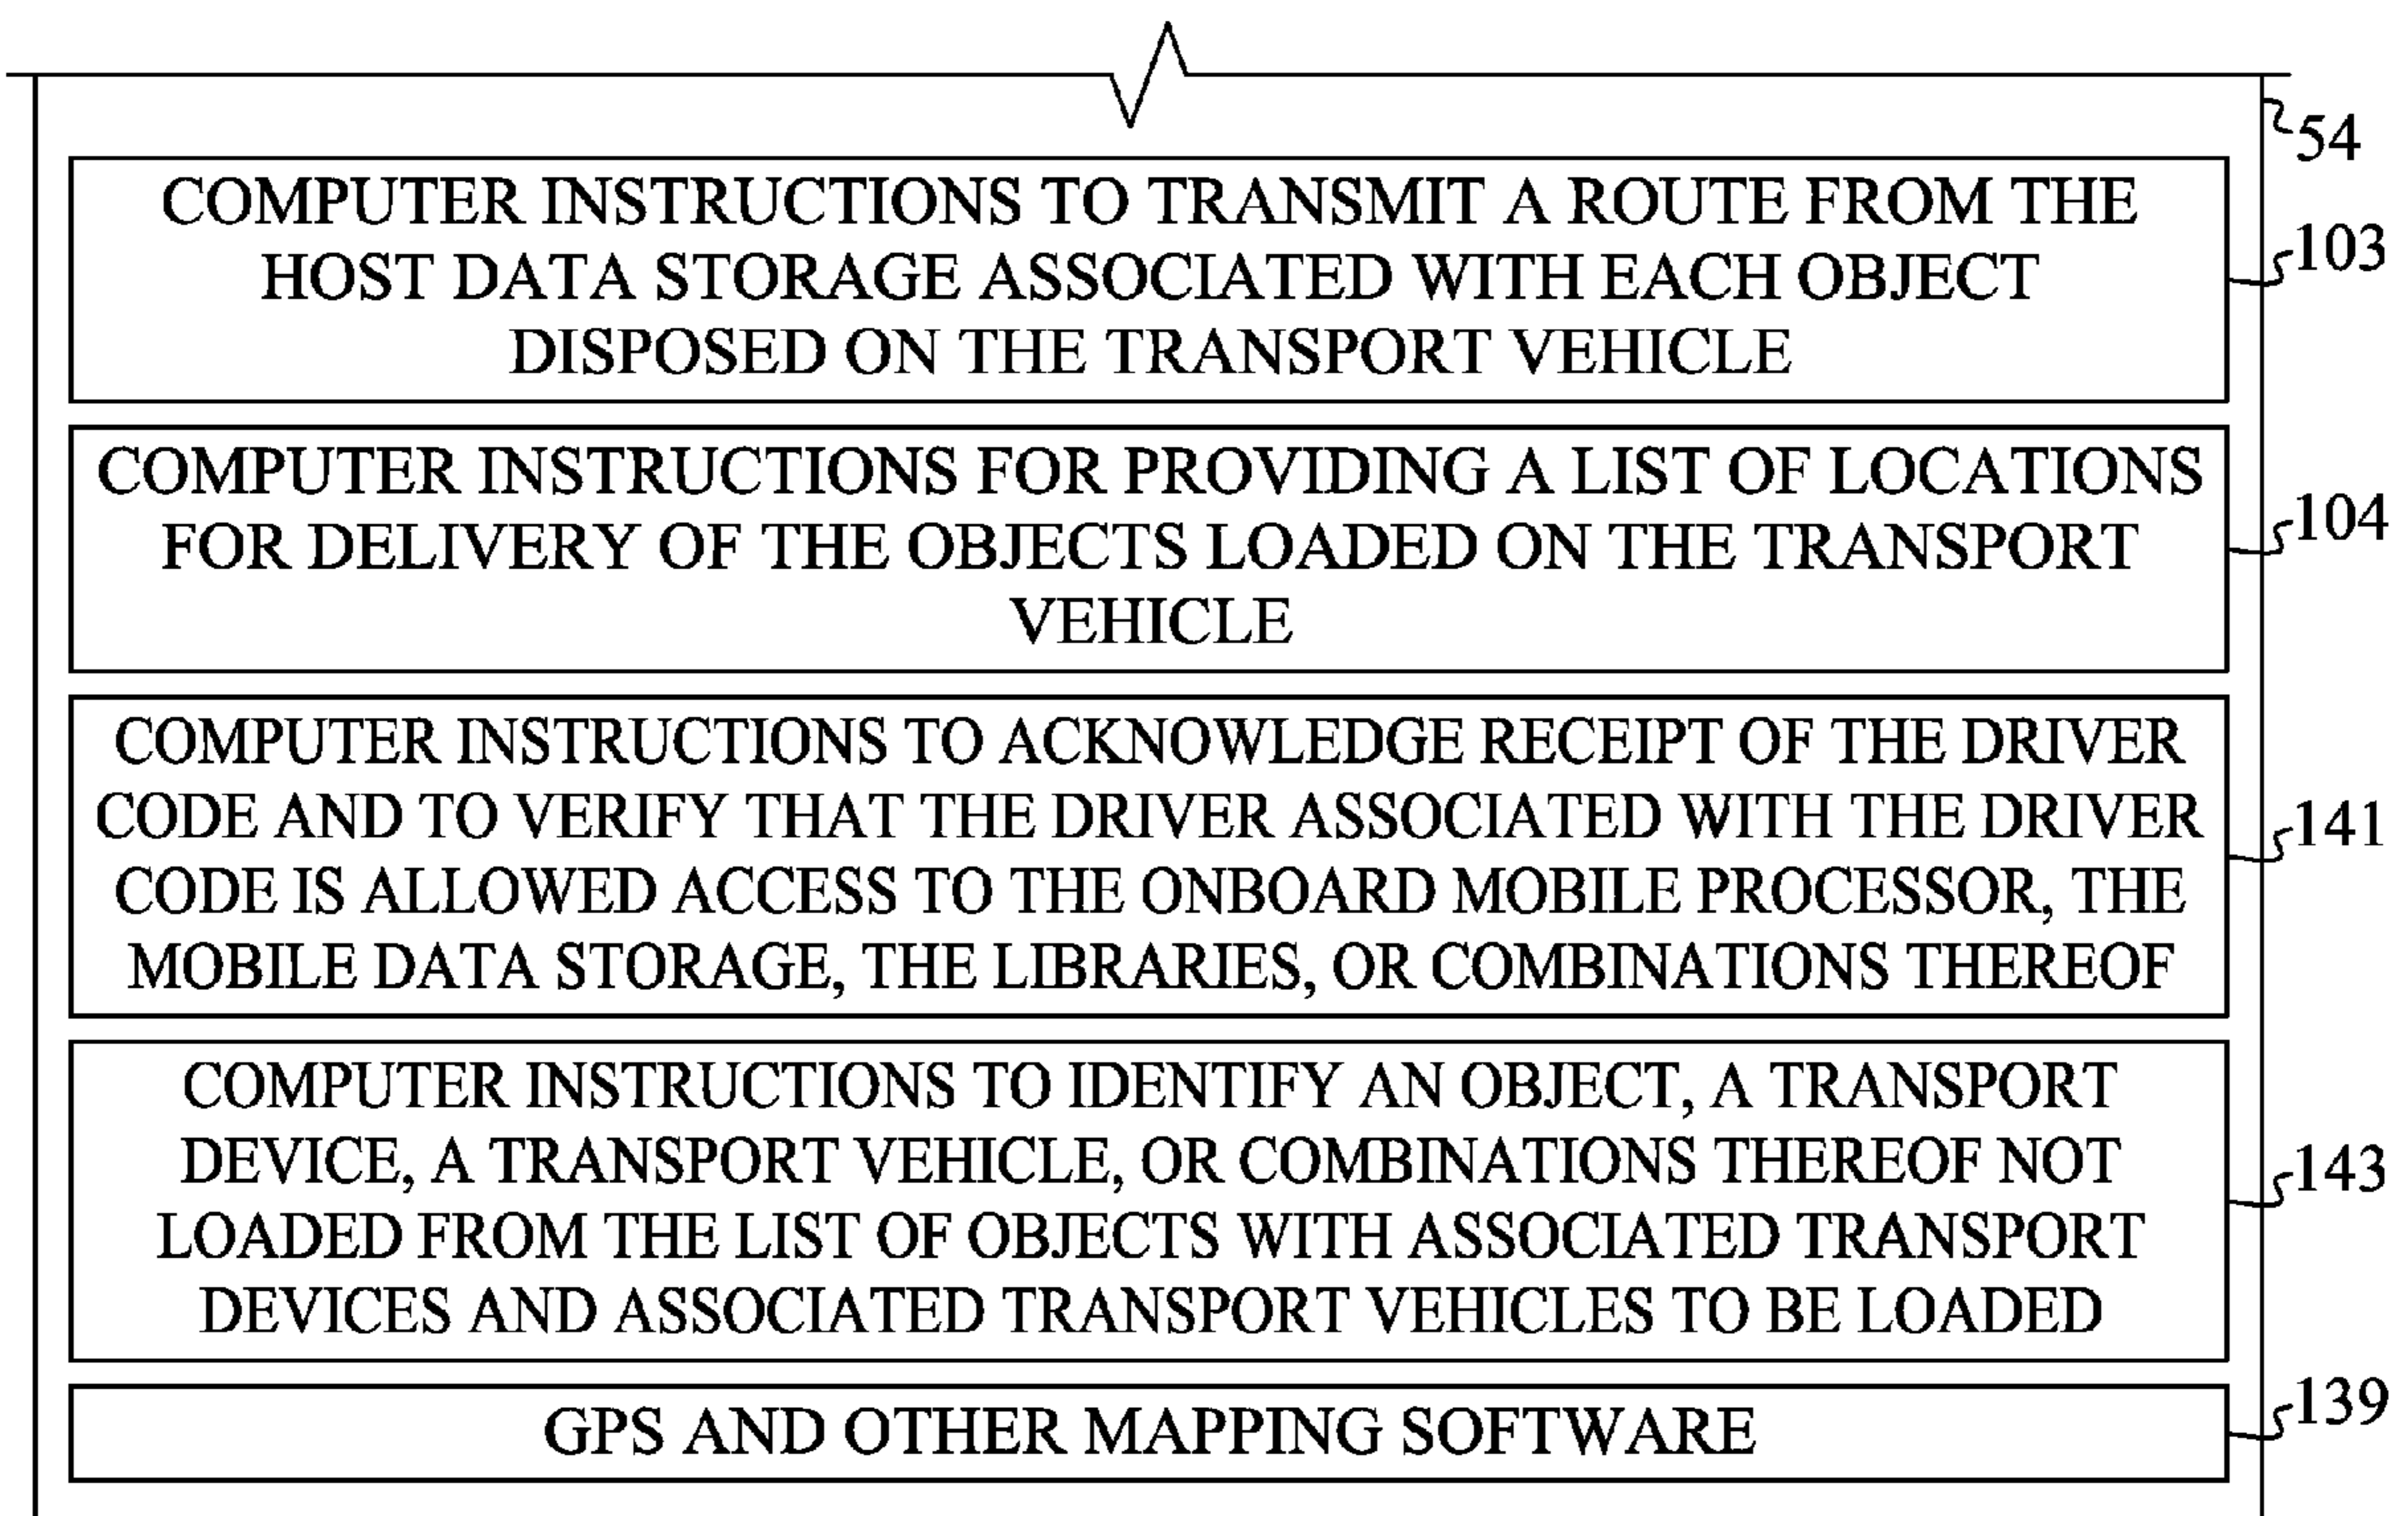 54
COMPUTER INSTRUCTIONS TO TRANSMIT A ROUTE FROM THE
HOST DATA STORAGE ASSOCIATED WITH EACH OBJECT
DISPOSED ON THE TRANSPORT VEHICLE
103
COMPUTER INSTRUCTIONS FOR PROVIDING A LIST OF LOCATIONS
FOR DELIVERY OF THE OBJECTS LOADED ON THE TRANSPORT
VEHICLE
104
COMPUTER INSTRUCTIONS TO ACKNOWLEDGE RECEIPT OF THE DRIVER
CODE AND TO VERIFY THAT THE DRIVER ASSOCIATED WITH THE DRIVER
CODE IS ALLOWED ACCESS TO THE ONBOARD MOBILE PROCESSOR, THE
MOBILE DATA STORAGE, THE LIBRARIES, OR COMBINATIONS THEREOF
141
COMPUTER INSTRUCTIONS TO IDENTIFY AN OBJECT, A TRANSPORT
DEVICE, A TRANSPORT VEHICLE, OR COMBINATIONS THEREOF NOT
LOADED FROM THE LIST OF OBJECTS WITH ASSOCIATED TRANSPORT
DEVICES AND ASSOCIATED TRANSPORT VEHICLES TO BE LOADED
143
GPS AND OTHER MAPPING SOFTWARE
139